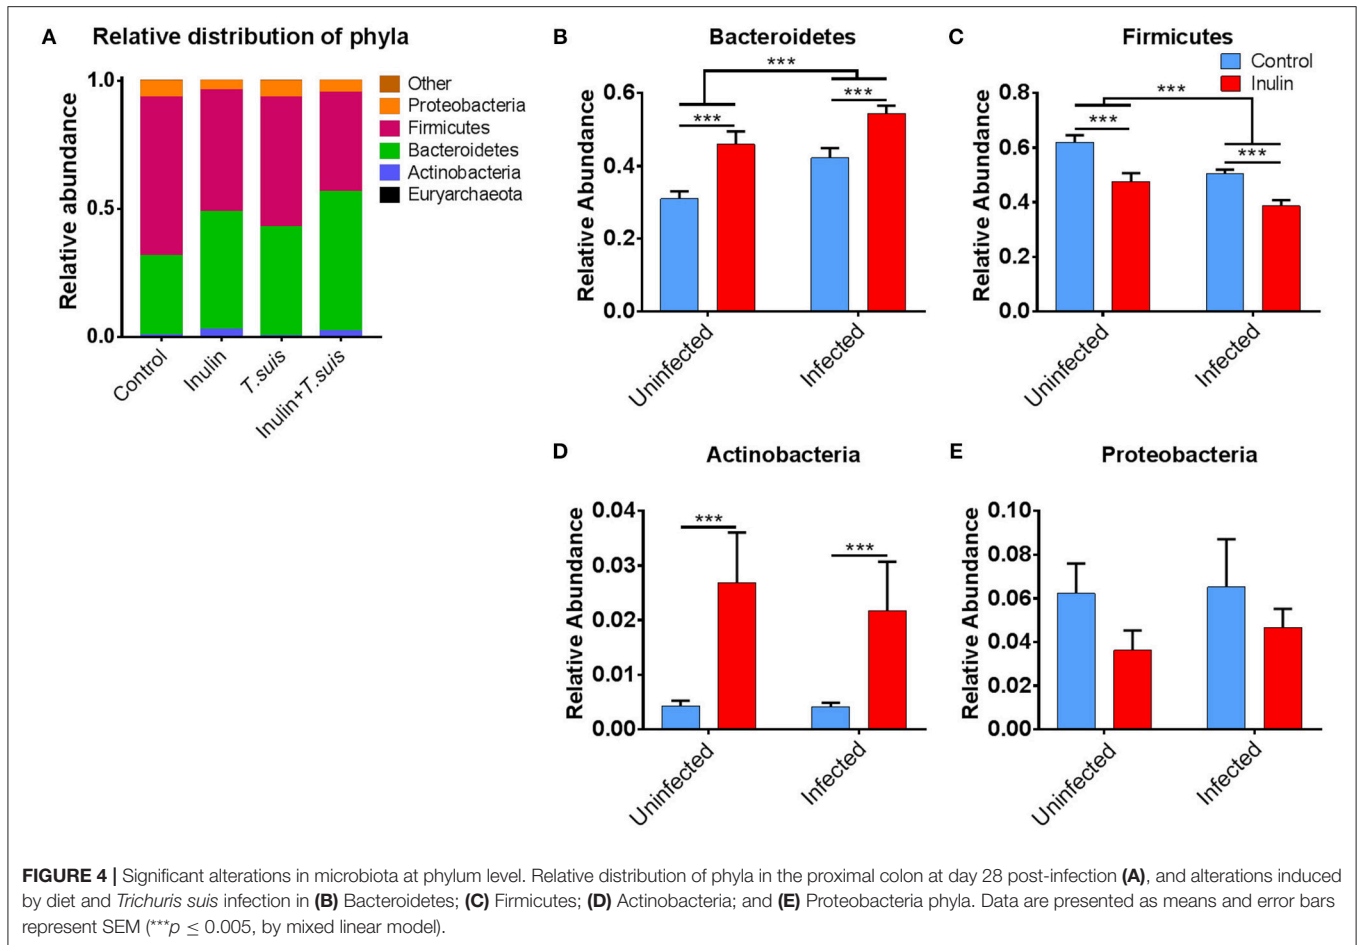 A
Relative distribution of phyla
Relative abundance
1.0
0.5
0.0
Other
Proteobacteria
Firmicutes
Bacteroidetes
Actinobacteria
Euryarchaeota
Control
Inulin
T.suis
Inulin+T.suis
B
Bacteroidetes
Relative Abundance
0.6
0.4
0.2
0.0
***
***
***
Uninfected
Infected
C
Firmicutes
Control
Inulin
Relative Abundance
0.8
0.6
0.4
0.2
0.0
***
***
***
Uninfected
Infected
D
Actinobacteria
Relative Abundance
0.04
0.03
0.02
0.01
0.00
***
***
Uninfected
Infected
E
Proteobacteria
Relative Abundance
0.10
0.08
0.06
0.04
0.02
0.00
Uninfected
Infected
FIGURE 4 | Significant alterations in microbiota at phylum level. Relative distribution of phyla in the proximal colon at day 28 post-infection (A), and alterations induced
by diet and Trichuris suis infection in (B) Bacteroidetes; (C) Firmicutes; (D) Actinobacteria; and (E) Proteobacteria phyla. Data are presented as means and error bars
represent SEM (***p ≤ 0.005, by mixed linear model).